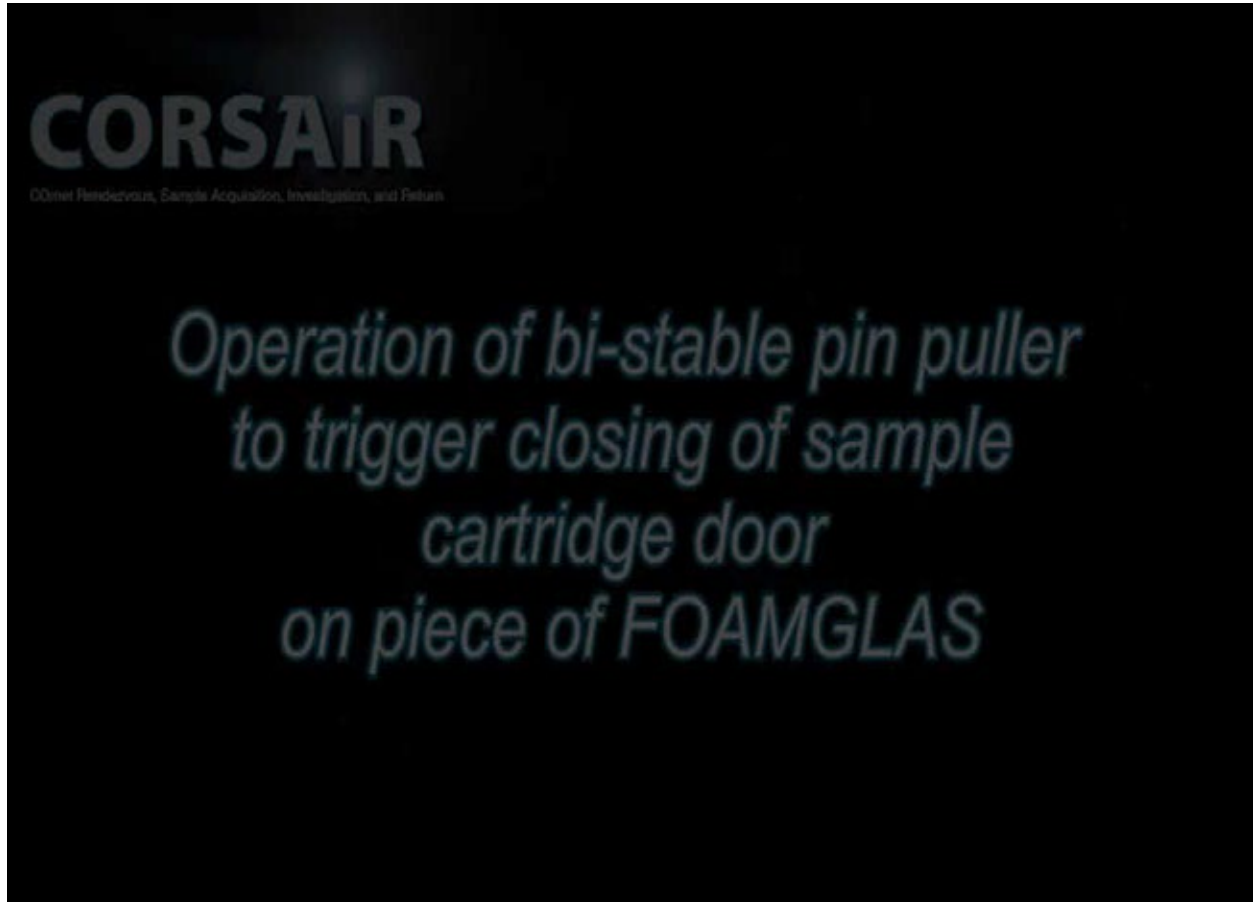 CORSAiR
COmet Rendezvous, Sample Acquisition, Investigation, and Return
Operation of bi-stable pin puller
to trigger closing of sample
cartridge door
on piece of FOAMGLAS